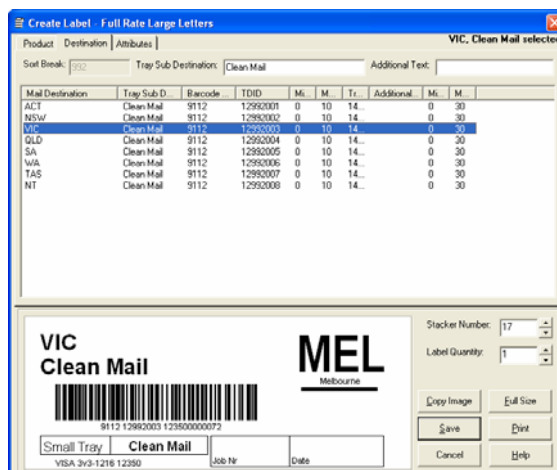 Create Label - Full Rate Large Letters
Product Destination Attributes VIC, Clean Mail selected
Sort Break: 992 Tray Sub Destination: Clean Mail Additional Text:
Mail Destination Tray Sub D... Barcode ... TDID Mi... M... Tr... Additional... Mi... M...
ACT Clean Mail 9112 12992001 0 10 14... 0 30
NSW Clean Mail 9112 12992002 0 10 14... 0 30
VIC Clean Mail 9112 12992003 0 10 14... 0 30
QLD Clean Mail 9112 12992004 0 10 14... 0 30
SA Clean Mail 9112 12992005 0 10 14... 0 30
WA Clean Mail 9112 12992006 0 10 14... 0 30
TAS Clean Mail 9112 12992007 0 10 14... 0 30
NT Clean Mail 9112 12992008 0 10 14... 0 30
Stacker Number: 17
Label Quantity: 1
VIC
Clean Mail
MEL
Melbourne
9112 12992003 123500000072
Small Tray Clean Mail
VISA 3v3-1216 12350 Job Nr Date
Copy Image Full Size
Save Print
Cancel Help